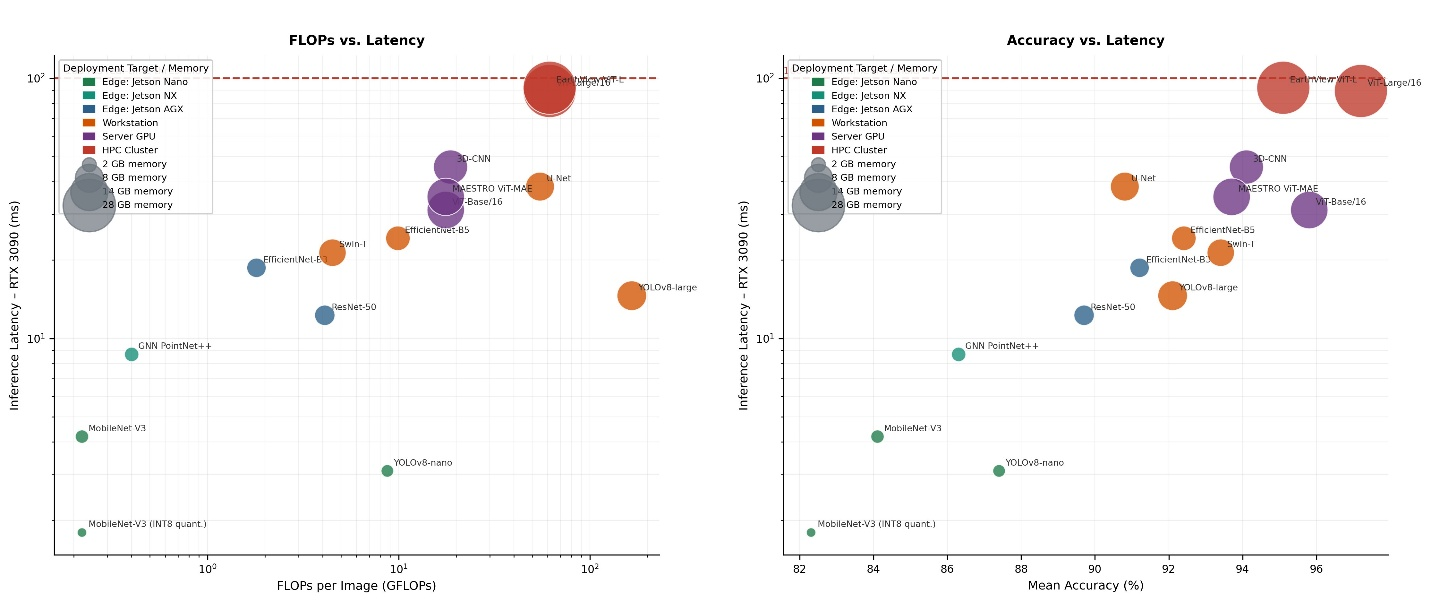 FLOPs vs. Latency
Deployment Target / Memory
Edge: Jetson Nano
Edge: Jetson NX
Edge: Jetson AGX
Workstation
Server GPU
HPC Cluster
2 GB memory
8 GB memory
14 GB memory
28 GB memory
10²
10¹
Inference Latency – RTX 3090 (ms)
3D-CNN
U-Net
MAESTRO ViT-MAE
-Base/16
EfficientNet-B5
Swin-T
EfficientNet-B3
YOLOv8-large
ResNet-50
GNN PointNet++
MobileNet-V3
YOLOv8-nano
MobileNet-V3 (INT8 quant.)
10⁰
10¹
10²
FLOPs per Image (GFLOPs)
Accuracy vs. Latency
Deployment Target / Memory
Edge: Jetson Nano
Edge: Jetson NX
Edge: Jetson AGX
Workstation
Server GPU
HPC Cluster
2 GB memory
8 GB memory
14 GB memory
28 GB memory
10²
10¹
Inference Latency – RTX 3090 (ms)
EarthView ViT-L
ViT-Large/16
3D-CNN
U-Net
MAESTRO ViT-MAE
ViT-Base/16
EfficientNet-B5
Swin-T
EfficientNet-B3
YOLOv8-large
ResNet-50
GNN PointNet++
MobileNet-V3
YOLOv8-nano
MobileNet-V3 (INT8 quant.)
82
84
86
88
90
92
94
96
Mean Accuracy (%)